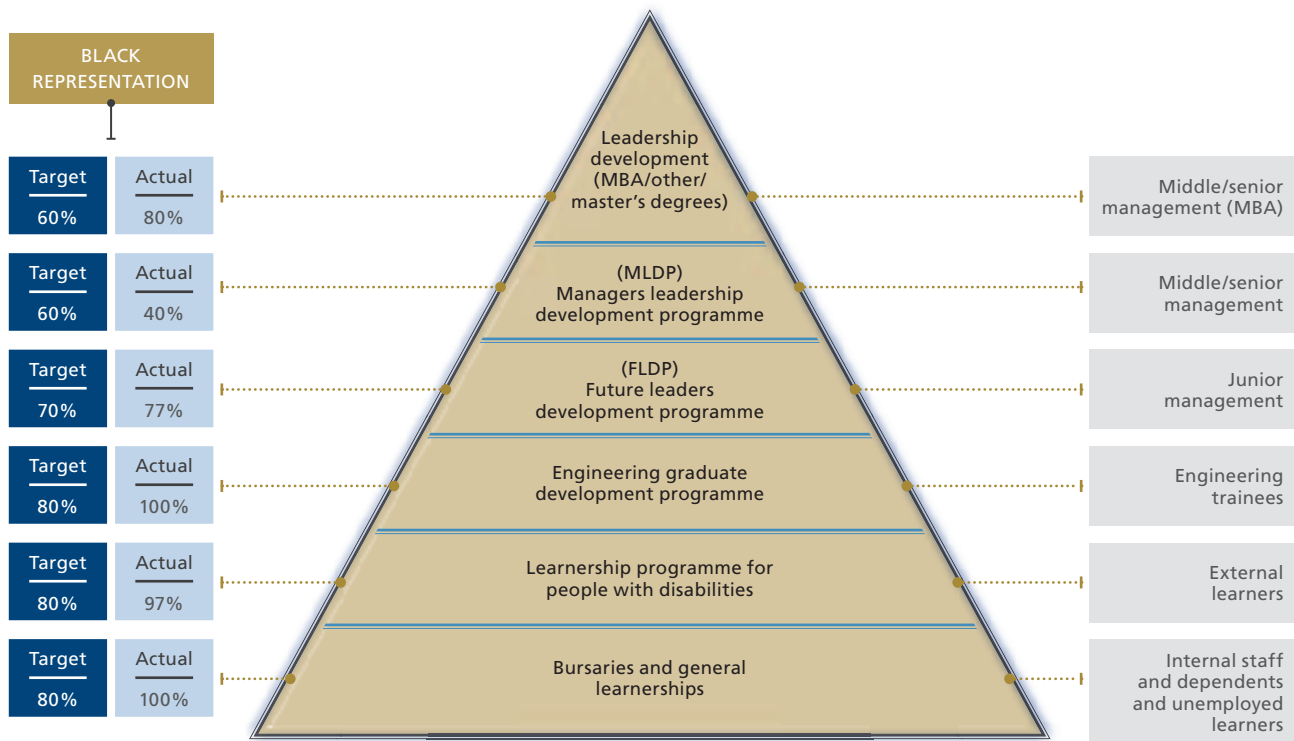 BLACK
REPRESENTATION
Target
60%
Actual
80%
Leadership
development
(MBA/other/
master's degrees)
Middle/senior
management (MBA)
Target
60%
Actual
40%
(MLDP)
Managers leadership
development programme
Middle/senior
management
Target
70%
Actual
77%
(FLDP)
Future leaders
development programme
Junior
management
Target
80%
Actual
100%
Engineering graduate
development programme
Engineering
trainees
Target
80%
Actual
97%
Learnership programme for
people with disabilities
External
learners
Target
80%
Actual
100%
Bursaries and general
learnerships
Internal staff
and dependents
and unemployed
learners